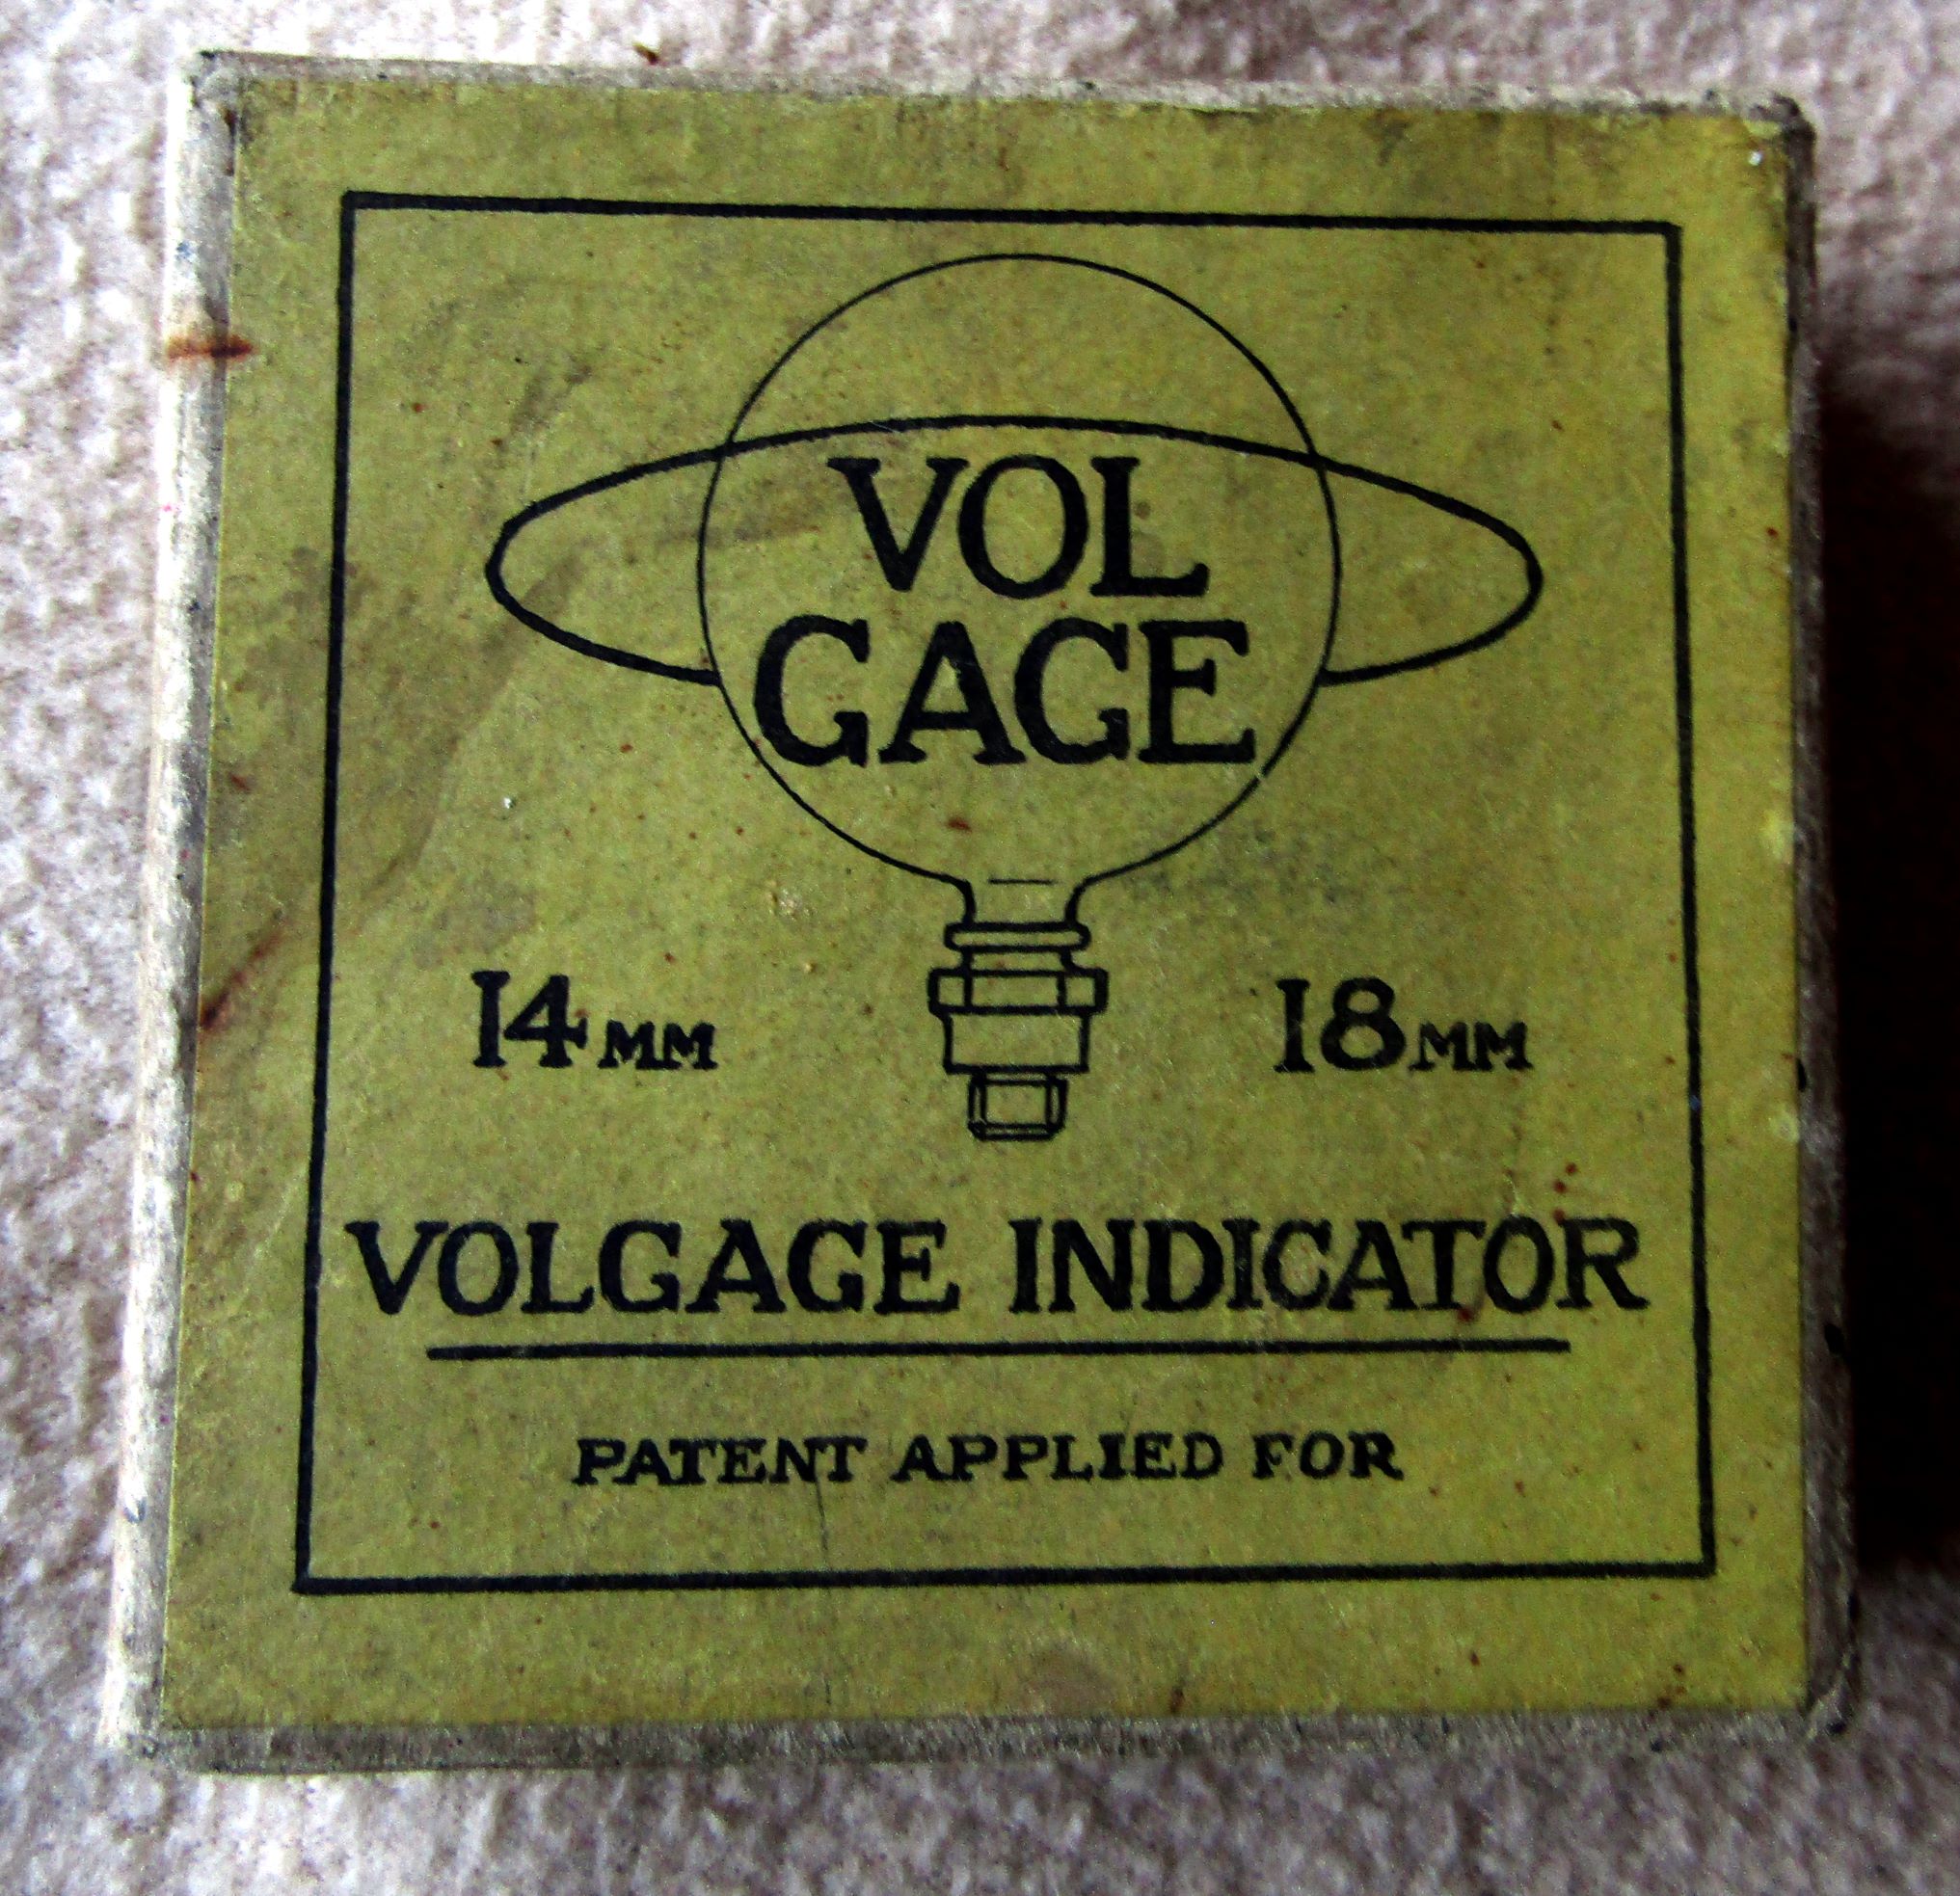 VOL
GAGE
14MM 18MM
VOLGAGE INDICATOR
PATENT APPLIED FOR